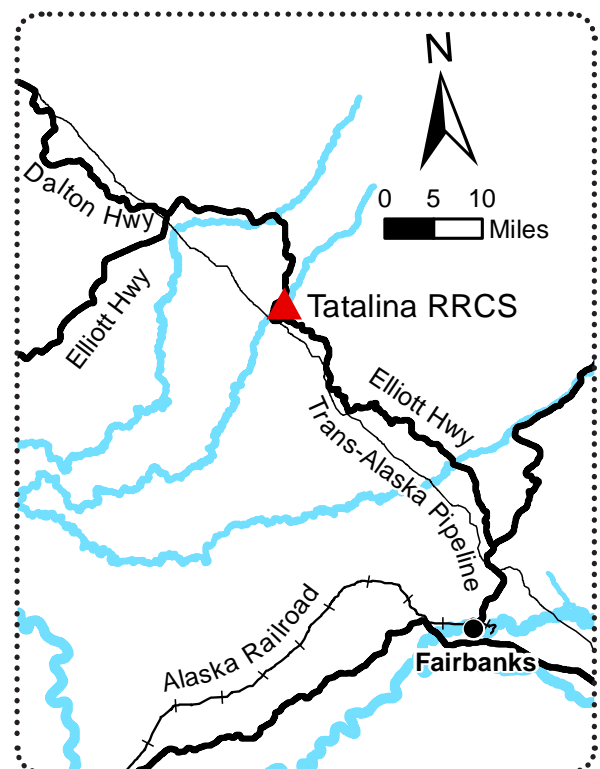 N
0 5 10
Miles
Dalton Hwy
Elliott Hwy
Tatalina RRCS
Elliott Hwy
Trans-Alaska Pipeline
Alaska Railroad
Fairbanks